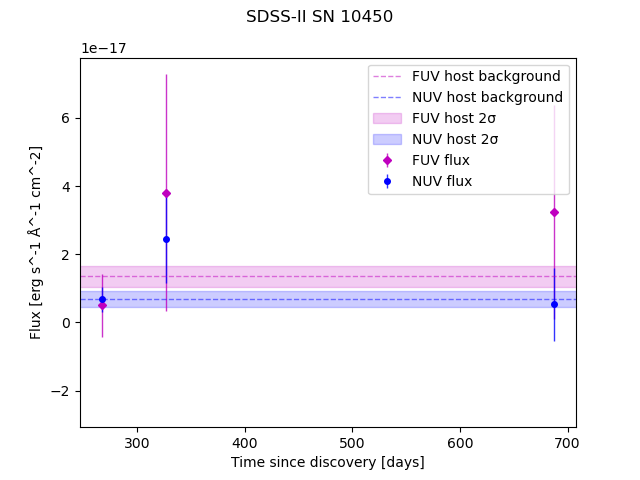 SDSS-II SN 10450
1e−17
FUV host background
NUV host background
FUV host 2σ
NUV host 2σ
FUV flux
NUV flux
6
4
2
0
−2
Flux [erg s^-1 Å^-1 cm^-2]
300
400
500
600
700
Time since discovery [days]